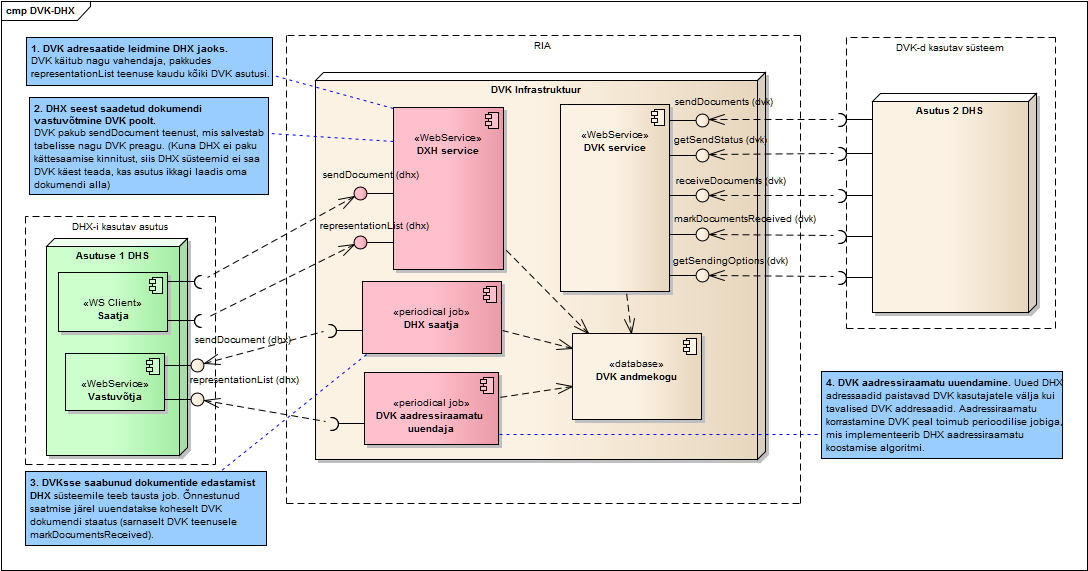 cmp DVK-DHX
1. DVK adresaatide leidmine DHX jaoks.
DVK käitub nagu vahendaja, pakkudes
representationList teenuse kaudu kõiki DVK asutusi.
2. DHX seest saadetud dokumendi
vastuvõtmine DVK poolt.
DVK pakub sendDocument teenust, mis salvestab
tabelisse nagu DVK preagu. (Kuna DHX ei paku
kättesaamise kinnitust, siis DHX süsteemid ei saa
DVK käest teada, kas asutus ikkagi laadis oma
dokumendi alla)
DHX-i kasutav asutus
Asutuse 1 DHS
«WS Client»
Saatja
«WebService»
Vastuvõtja
3. DVKsse saabunud dokumentide edastamist
DHX süsteemile teeb tausta job. Õnnestunud
saatmise järel uuendatakse koheselt DVK
dokumendi staatus (sarnaselt DVK teenusele
markDocumentsReceived).
RIA
DVK Infrastruktuur
«WebService»
DXH service
sendDocument (dhx)
representationList (dhx)
«periodical job»
DHX saatja
sendDocument (dhx)
representationList (dhx)
«periodical job»
DVK aadressiraamatu
uuendaja
«WebService»
DVK service
sendDocuments (dvk)
getSendStatus (dvk)
receiveDocuments (dvk)
markDocumentsReceived (dvk)
getSendingOptions (dvk)
«database»
DVK andmekogu
DVK-d kasutav süsteem
Asutus 2 DHS
4. DVK aadressiraamatu uuendamine. Uued DHX
adressaadid paistavad DVK kasutajatele välja kui
tavalised DVK addressaadid. Aadressiraamatu
korrastamine DVK peal toimub perioodilise jobiga,
mis implementeerib DHX aadressiraamatu
koostamise algoritmi.